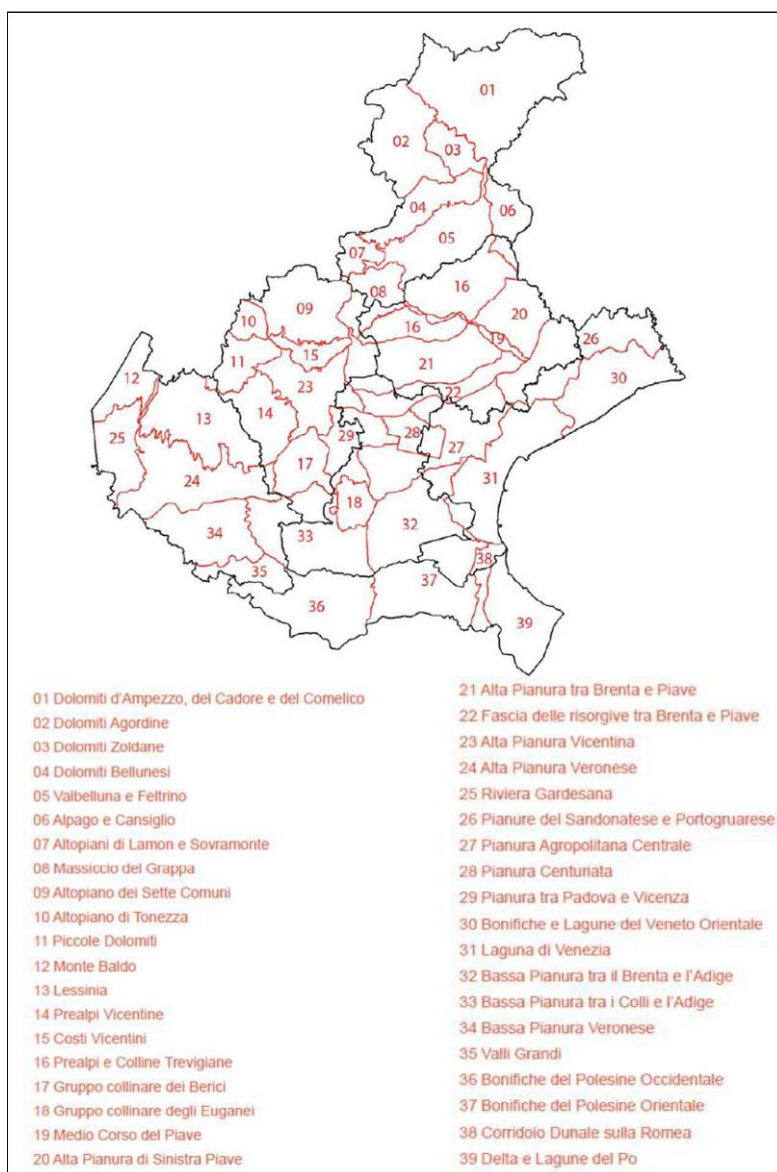 01
02
03
04
06
05
07
08
16
09
20
10
16
19
26
15
21
11
30
12
23
22
13
14
28
29
25
27
17
31
24
18
32
34
33
38
35
37
36
39
01 Dolomiti d'Ampezzo, del Cadore e del Comelico
02 Dolomiti Agordine
03 Dolomiti Zoldane
04 Dolomiti Bellunesi
05 Valbelluna e Feltrino
06 Alpago e Cansiglio
07 Altopiani di Lamon e Sovramonte
08 Massiccio del Grappa
09 Altopiano dei Sette Comuni
10 Altopiano di Tonezza
11 Piccole Dolomiti
12 Monte Baldo
13 Lessinia
14 Prealpi Vicentine
15 Costi Vicentini
16 Prealpi e Colline Trevigiane
17 Gruppo collinare dei Berici
18 Gruppo collinare degli Euganei
19 Medio Corso del Piave
20 Alta Pianura di Sinistra Piave
21 Alta Pianura tra Brenta e Piave
22 Fascia delle risorgive tra Brenta e Piave
23 Alta Pianura Vicentina
24 Alta Pianura Veronese
25 Riviera Gardesana
26 Pianure del Sandonatese e Portogruarese
27 Pianura Agropolitana Centrale
28 Pianura Centuriata
29 Pianura tra Padova e Vicenza
30 Bonifiche e Lagune del Veneto Orientale
31 Laguna di Venezia
32 Bassa Pianura tra il Brenta e l'Adige
33 Bassa Pianura tra i Colli e l'Adige
34 Bassa Pianura Veronese
35 Valli Grandi
36 Bonifiche del Polesine Occidentale
37 Bonifiche del Polesine Orientale
38 Corridoio Dunale sulla Romea
39 Delta e Lagune del Po